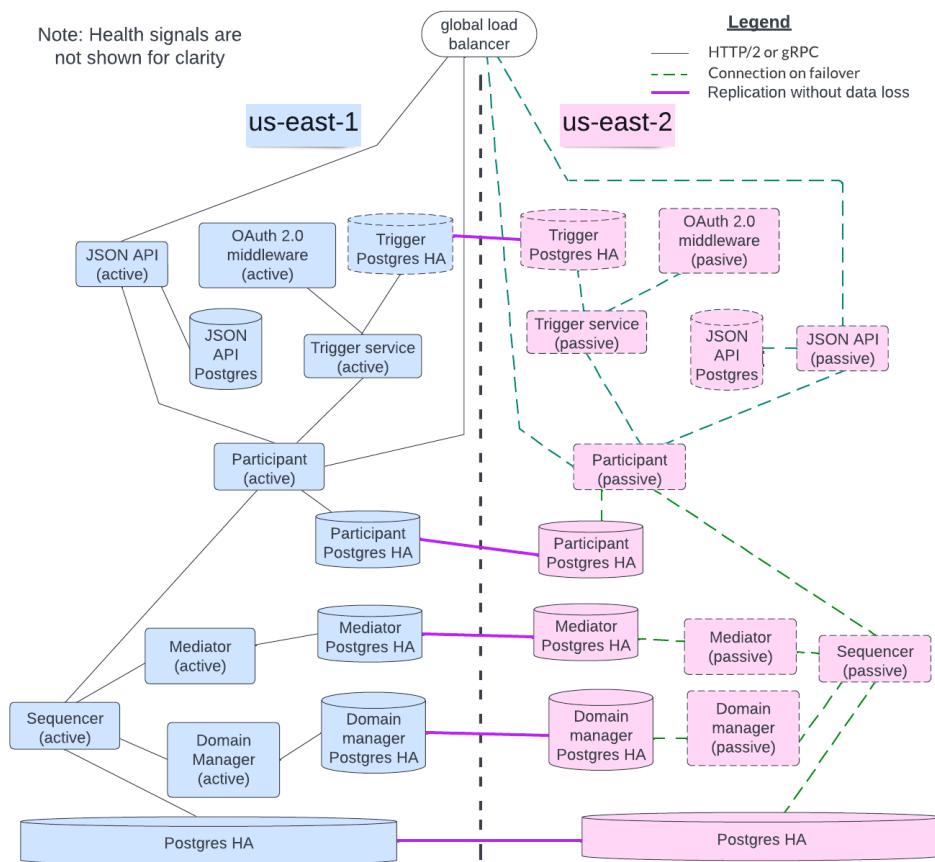 Note: Health signals are
not shown for clarity
global load
balancer
Legend
HTTP/2 or gRPC
Connection on failover
Replication without data loss
us-east-1
us-east-2
JSON API
(active)
OAuth 2.0
middleware
(active)
Trigger
Postgres HA
Trigger
Postgres HA
OAuth 2.0
middleware
(pasive)
JSON
API
Postgres
Trigger service
(active)
Trigger service
(passive)
JSON
API
Postgres
JSON API
(passive)
Participant
(active)
Participant
(passive)
Participant
Postgres HA
Participant
Postgres HA
Mediator
(active)
Mediator
Postgres HA
Mediator
Postgres HA
Mediator
(passive)
Sequencer
(passive)
Sequencer
(active)
Domain
Manager
(active)
Domain
manager
Postgres HA
Domain
manager
Postgres HA
Domain
manager
(passive)
Postgres HA
Postgres HA